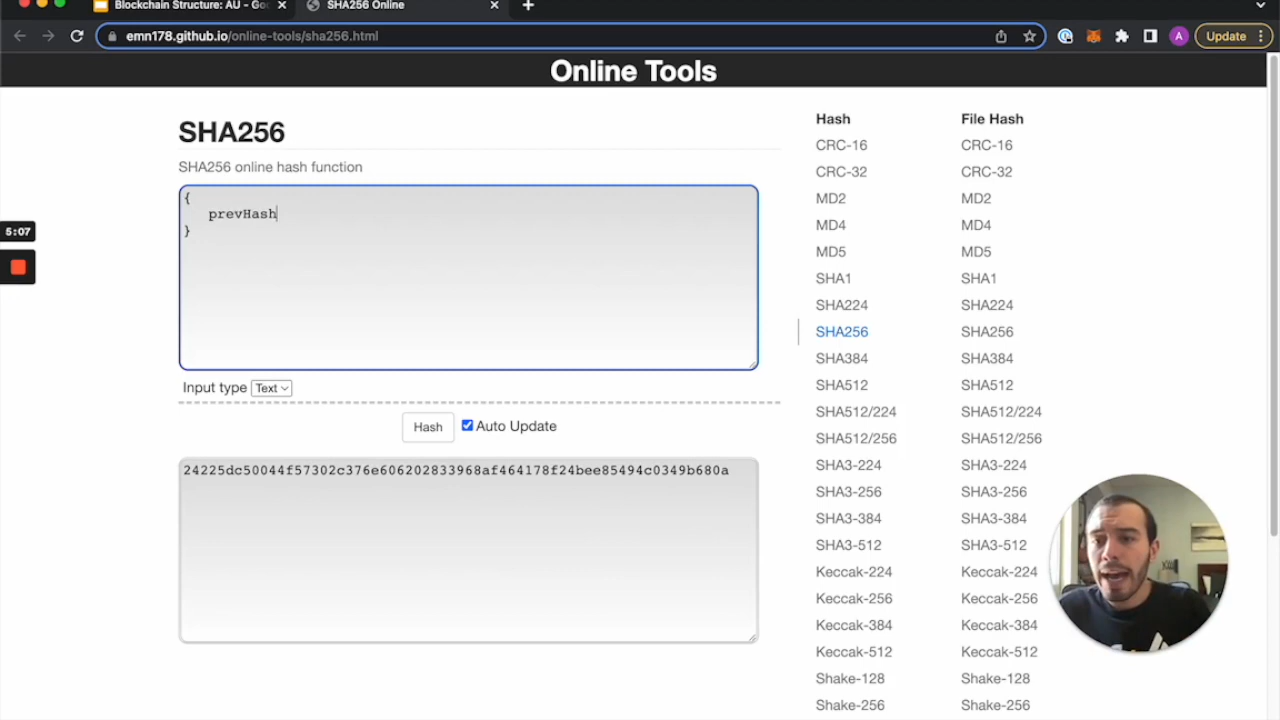 Blockchain Structure: AU - Goo
SHA256 Online
emn178.github.io/online-tools/sha256.html
A
Update
Online Tools
SHA256
SHA256 online hash function
{
prevHash
}
5:07
Input type Text
Hash
Auto Update
24225dc50044f57302c376e606202833968af464178f24bee85494c0349b680a
Hash
CRC-16
CRC-32
MD2
MD4
MD5
SHA1
SHA224
SHA256
SHA384
SHA512
SHA512/224
SHA512/256
SHA3-224
SHA3-256
SHA3-384
SHA3-512
Keccak-224
Keccak-256
Keccak-384
Keccak-512
Shake-128
Shake-256
File Hash
CRC-16
CRC-32
MD2
MD4
MD5
SHA1
SHA224
SHA256
SHA384
SHA512
SHA512/224
SHA512/256
SHA3-224
SHA3-256
SHA3-384
SHA3-512
Keccak-224
Keccak-256
Keccak-384
Keccak-512
Shake-128
Shake-256